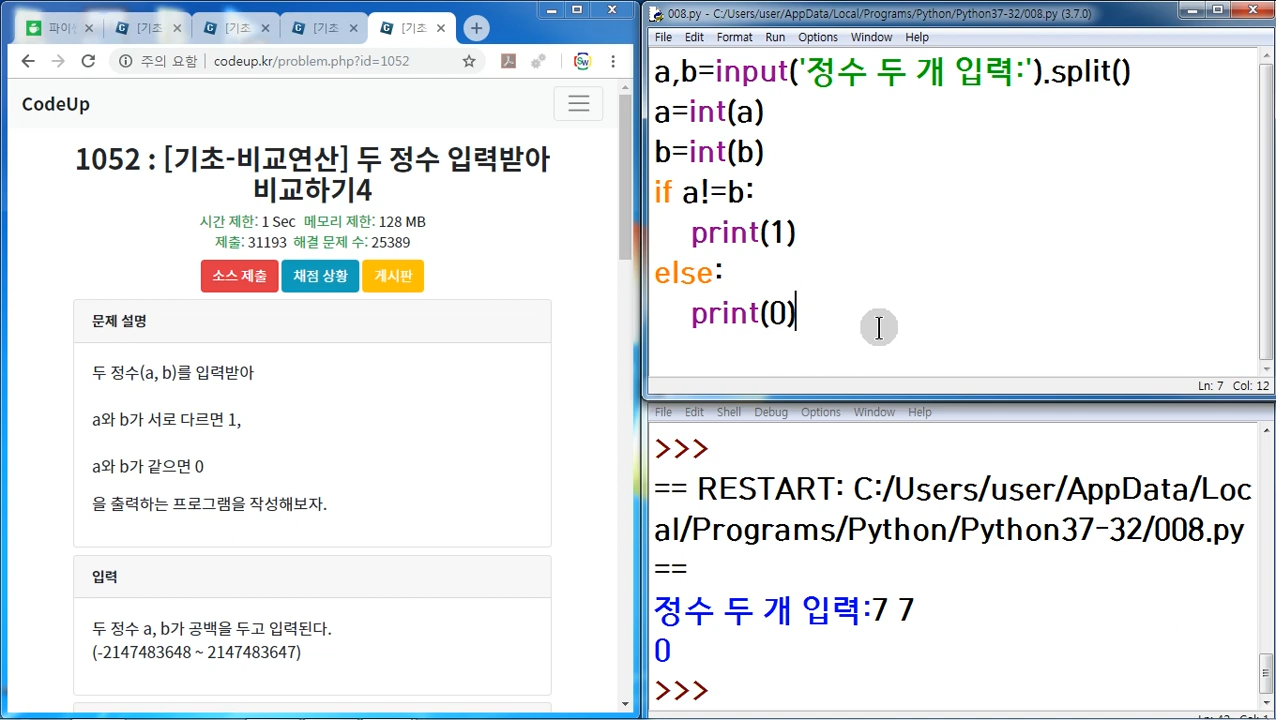 파이썬
[기초
[기초
[기초
[기초
주의 요함
codeup.kr/problem.php?id=1052
CodeUp
1052 : [기초-비교연산] 두 정수 입력받아
비교하기4
시간 제한: 1 Sec 메모리 제한: 128 MB
제출: 31193 해결 문제 수: 25389
소스 제출 채점 상황 게시판
문제 설명
두 정수(a, b)를 입력받아
a와 b가 서로 다르면 1,
a와 b가 같으면 0
을 출력하는 프로그램을 작성해보자.
입력
두 정수 a, b가 공백을 두고 입력된다.
(-2147483648 ~ 2147483647)
008.py - C:/Users/user/AppData/Local/Programs/Python/Python37-32/008.py (3.7.0)
File Edit Format Run Options Window Help
a,b=input('정수 두 개 입력:').split()
a=int(a)
b=int(b)
if a!=b:
print(1)
else:
print(0)
Ln: 7 Col: 12
File Edit Shell Debug Options Window Help
>>>
== RESTART: C:/Users/user/AppData/Loc
al/Programs/Python/Python37-32/008.py
==
정수 두 개 입력:7 7
0
>>>